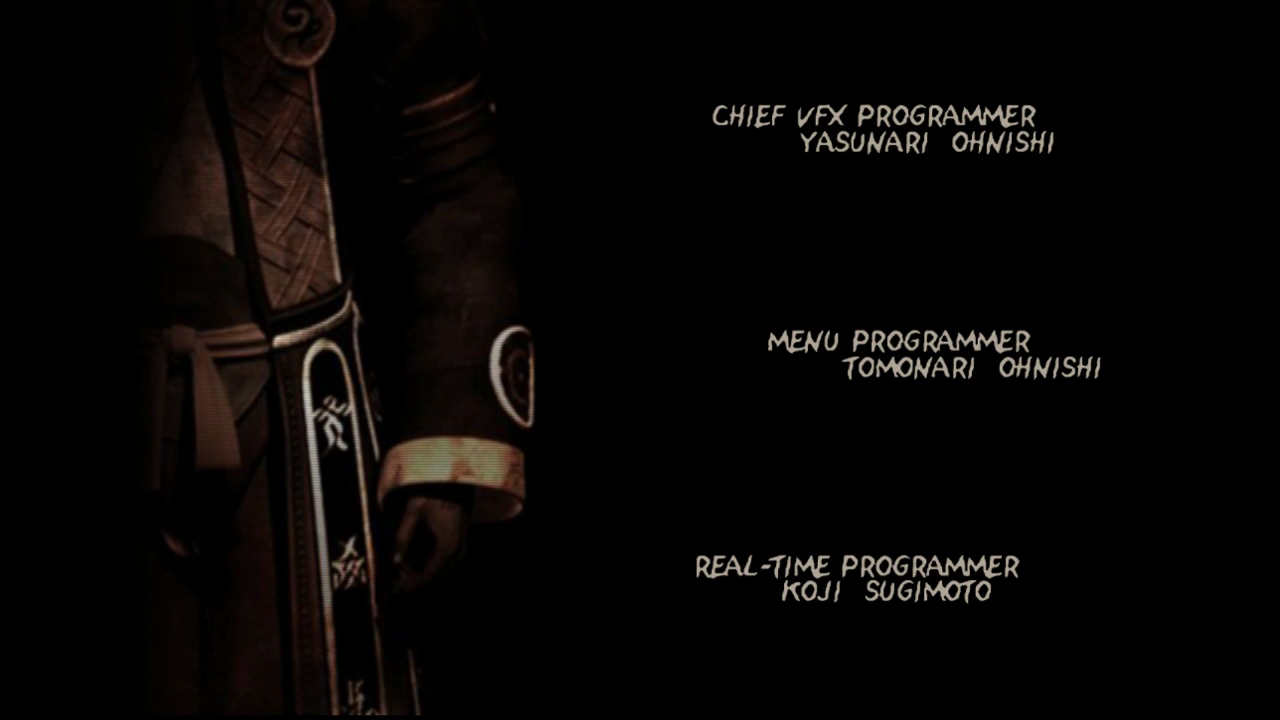 CHIEF VFX PROGRAMMER
YASUNARI OHNISHI
MENU PROGRAMMER
TOMONARI OHNISHI
REAL-TIME PROGRAMMER
KOJI SUGIMOTO